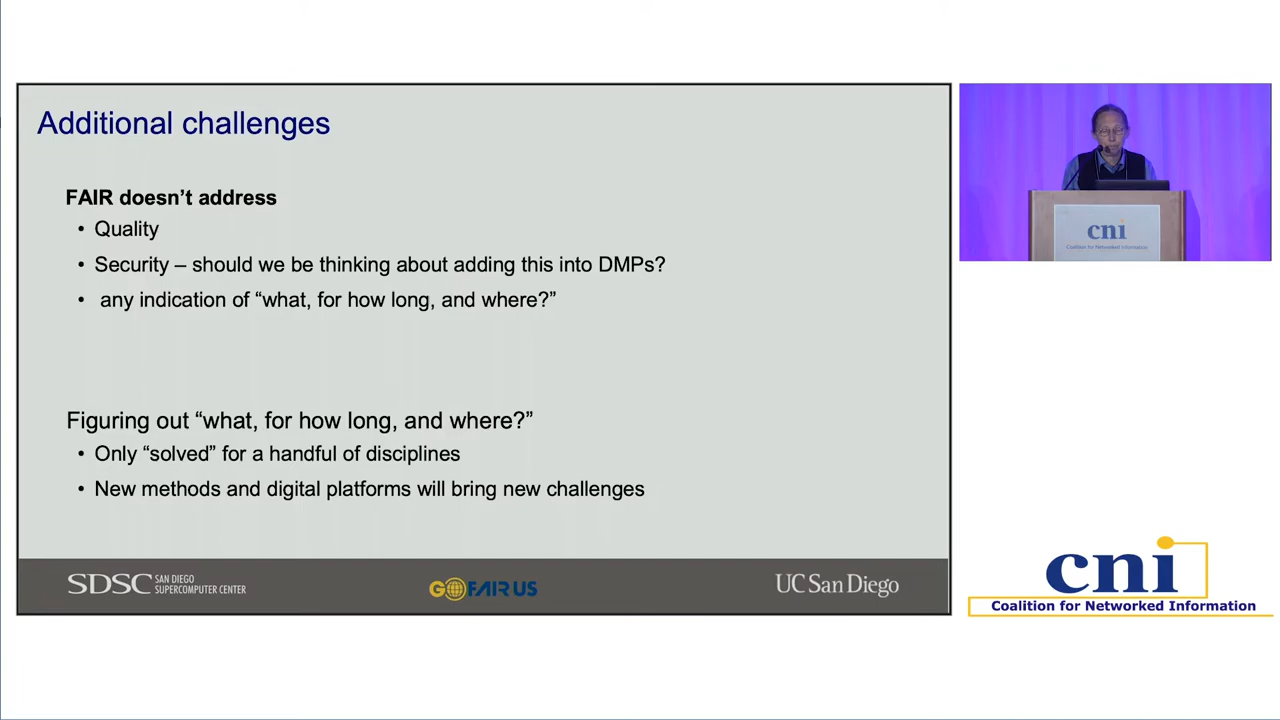 Additional challenges
FAIR doesn’t address
• Quality
• Security – should we be thinking about adding this into DMPs?
• any indication of “what, for how long, and where?”
Figuring out “what, for how long, and where?”
• Only “solved” for a handful of disciplines
• New methods and digital platforms will bring new challenges
SDSC SAN DIEGO
SUPERCOMPUTER CENTER
GO FAIR US
UC San Diego
cni
Coalition for Networked Information
cni
Coalition for Networked Information